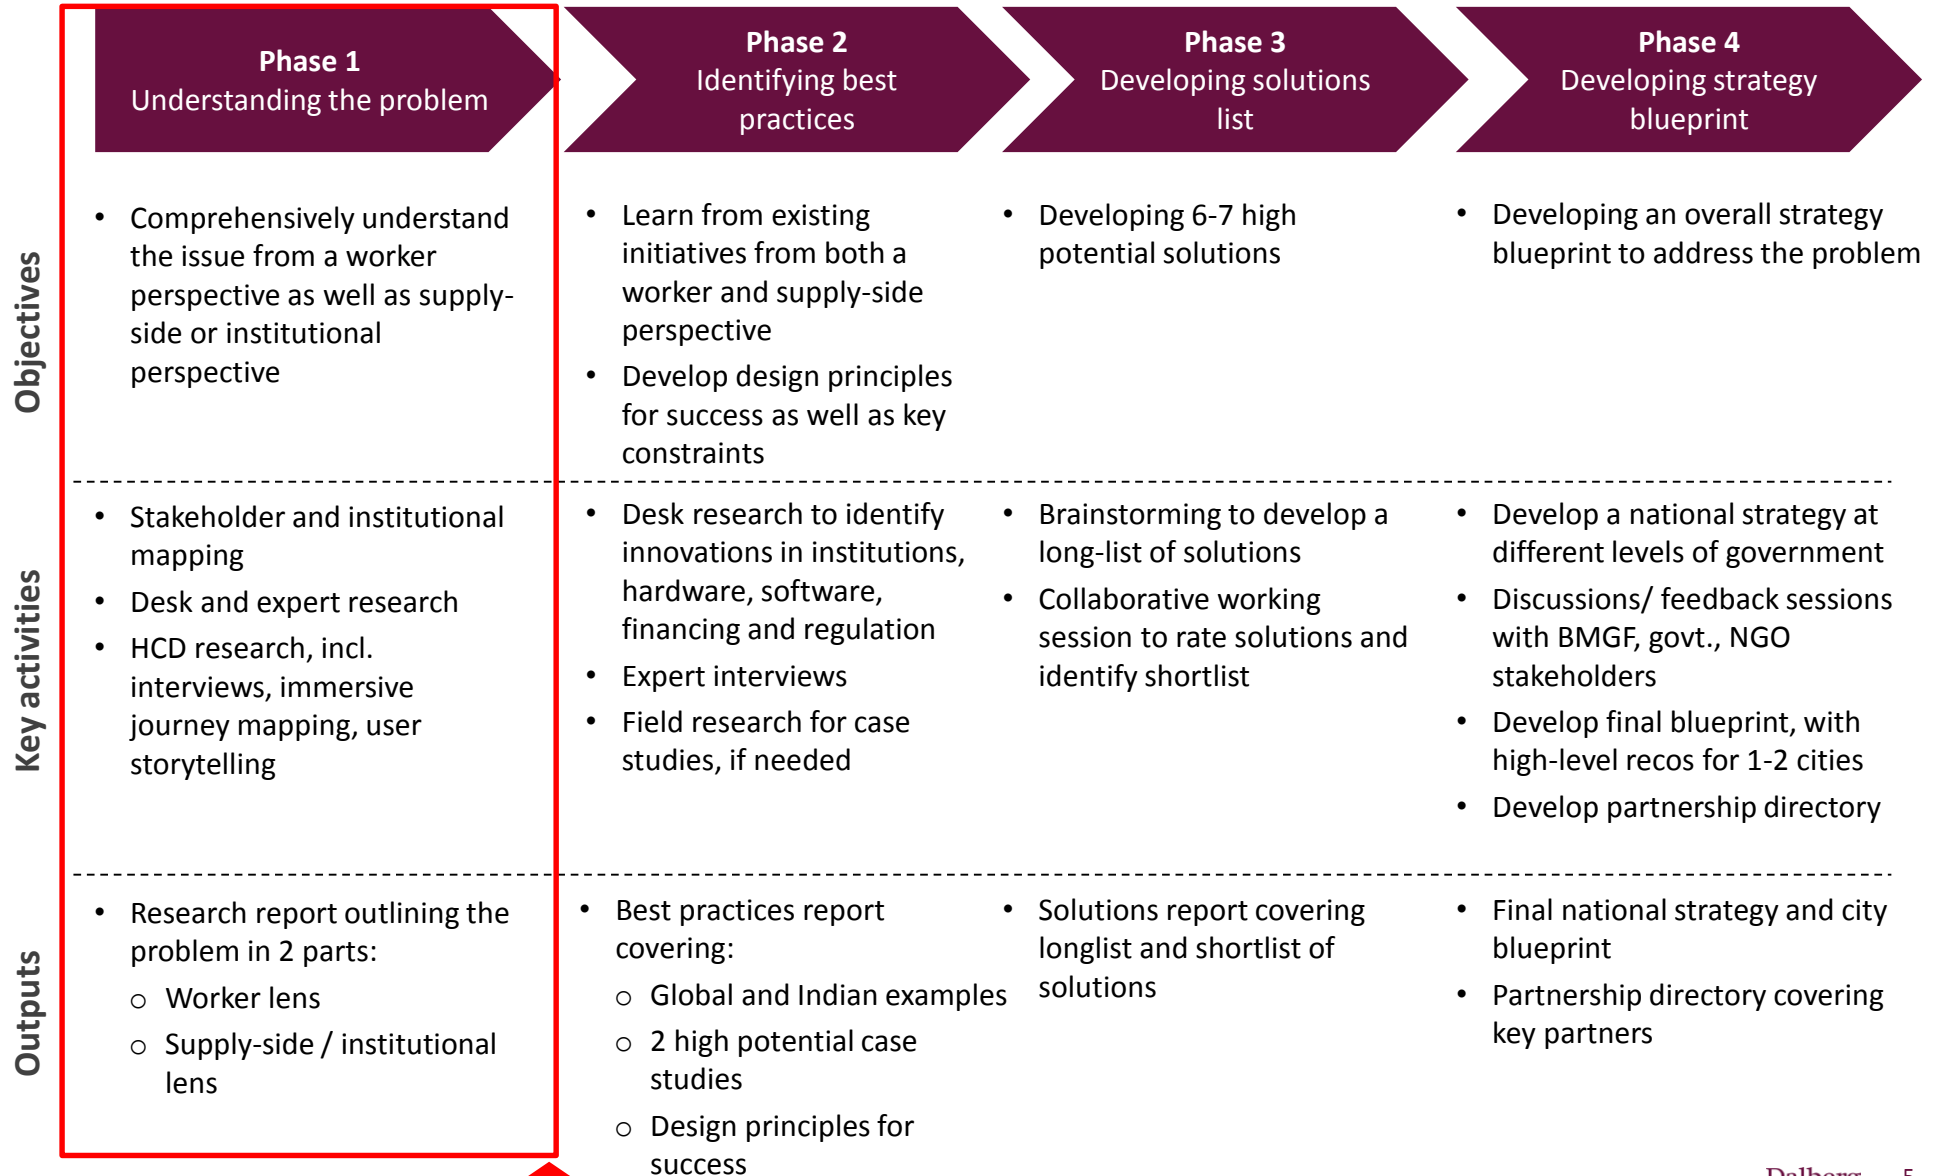 Phase 1
Understanding the problem
Phase 2
Identifying best
practices
Phase 3
Developing solutions
list
Phase 4
Developing strategy
blueprint
Objectives
• Comprehensively understand
the issue from a worker
perspective as well as supply-
side or institutional
perspective
• Learn from existing
initiatives from both a
worker and supply-side
perspective
• Develop design principles
for success as well as key
constraints
• Developing 6-7 high
potential solutions
• Developing an overall strategy
blueprint to address the problem
Key activities
• Stakeholder and institutional
mapping
• Desk and expert research
• HCD research, incl.
interviews, immersive
journey mapping, user
storytelling
• Desk research to identify
innovations in institutions,
hardware, software,
financing and regulation
• Expert interviews
• Field research for case
studies, if needed
• Brainstorming to develop a
long-list of solutions
• Collaborative working
session to rate solutions and
identify shortlist
• Develop a national strategy at
different levels of government
• Discussions/ feedback sessions
with BMGF, govt., NGO
stakeholders
• Develop final blueprint, with
high-level recos for 1-2 cities
• Develop partnership directory
Outputs
• Research report outlining the
problem in 2 parts:
o Worker lens
o Supply-side / institutional
lens
• Best practices report
covering:
o Global and Indian examples
o 2 high potential case
studies
o Design principles for
success
• Solutions report covering
longlist and shortlist of
solutions
• Final national strategy and city
blueprint
• Partnership directory covering
key partners
Dalberg 5